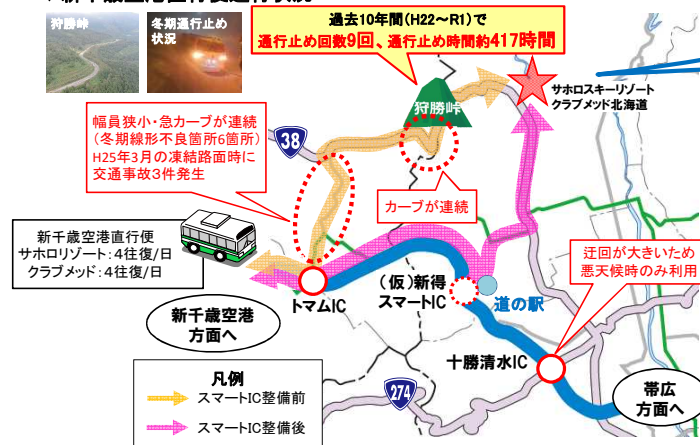 狩勝峠
冬期通行止め
状況
過去10年間(H22～R1)で
通行止め回数9回、通行止め時間約417時間
サホロスキーリゾート
クラブメッド北海道
狩勝峠
幅員狭小・急カーブが連続
(冬期線形不良箇所6箇所)
H25年3月の凍結路面時に
交通事故3件発生
38
カーブが連続
新千歳空港直行便
サホロリゾート:4往復/日
クラブメッド:4往復/日
迂回が大きいため
悪天候時のみ利用
トマムIC
(仮)新得
スマートIC
道の駅
新千歳空港
方面へ
十勝清水IC
凡例
スマートIC整備前
スマートIC整備後
274
帯広
方面へ